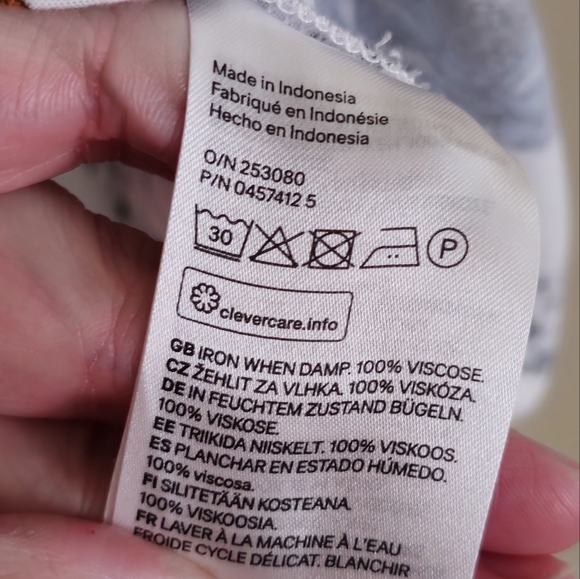 Made in Indonesia
Fabriqué en Indonésie
Hecho en Indonesia
O/N 253080
P/N 0457412 5
30 P
clevercare.info
GB IRON WHEN DAMP. 100% VISCOSE.
CZ ŽEHLIT ZA VLHKA. 100% VISKÓZA.
DE IN FEUCHTEM ZUSTAND BÜGELN.
100% VISKOSE.
EE TRIIKIDA NIISKELT. 100% VISKOOS.
ES PLANCHAR EN ESTADO HÚMEDO.
100% viscosa.
FI SILITETÄÄN KOSTEANA.
100% VISKOOSIA.
FR LAVER À LA MACHINE À L'EAU
FROIDE CYCLE DÉLICAT. BLANCHIR